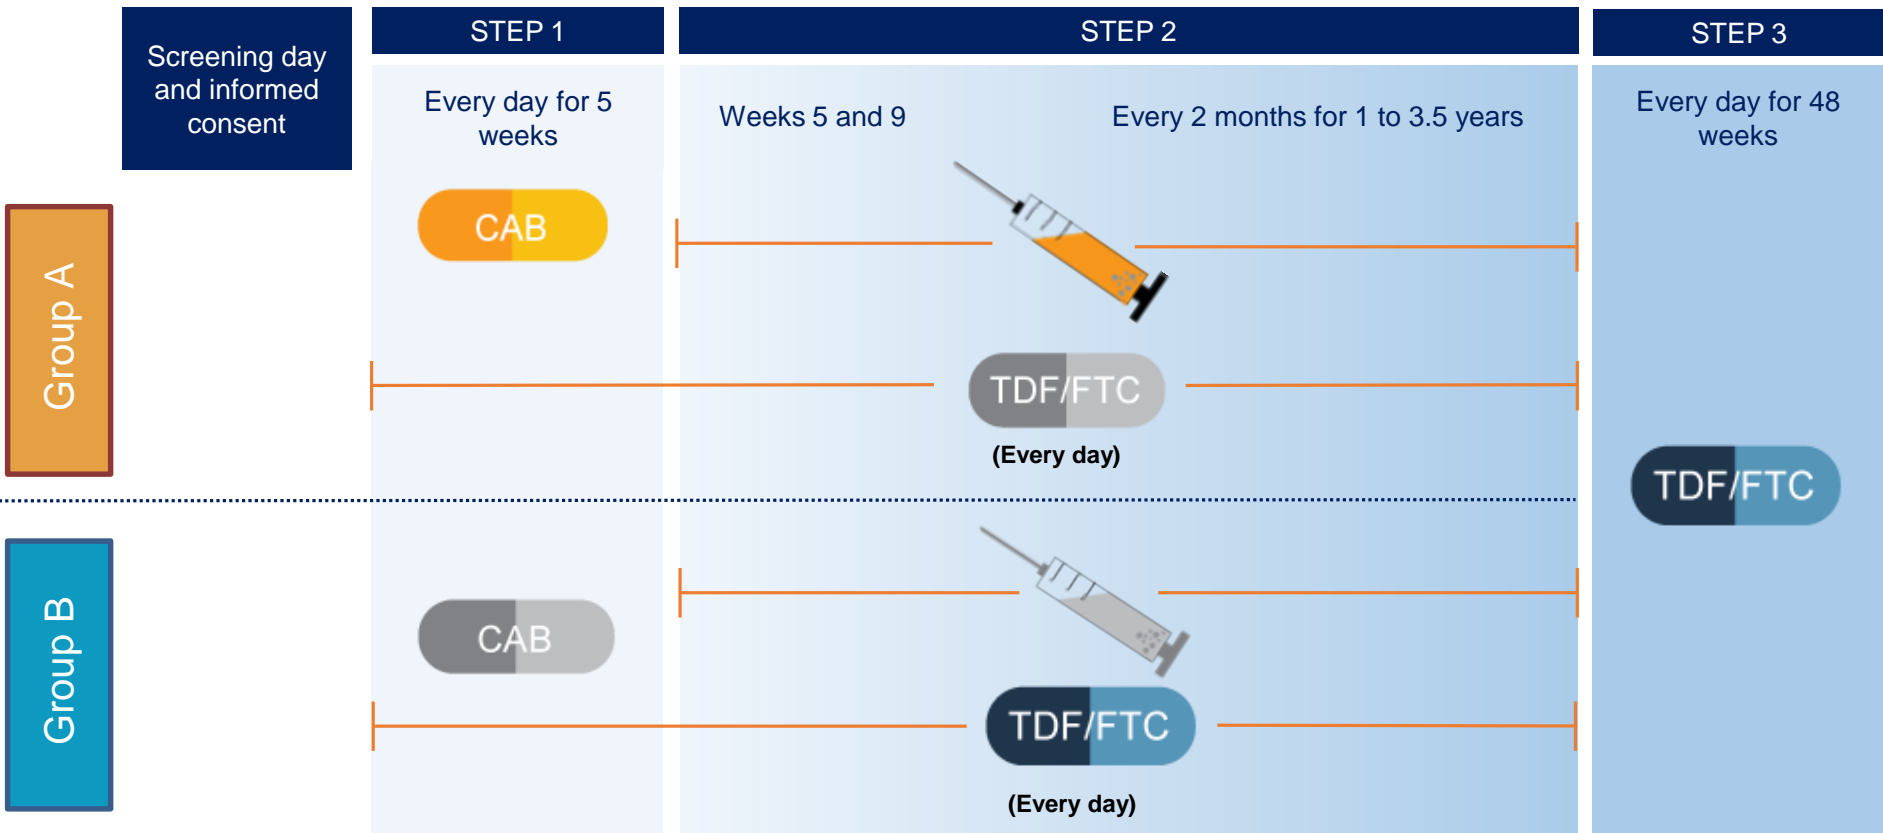 Screening day
and informed
consent
STEP 1
STEP 2
STEP 3
Every day for 5
weeks
Weeks 5 and 9
Every 2 months for 1 to 3.5 years
Every day for 48
weeks
Group A
CAB
TDF/FTC
(Every day)
TDF/FTC
Group B
CAB
TDF/FTC
(Every day)